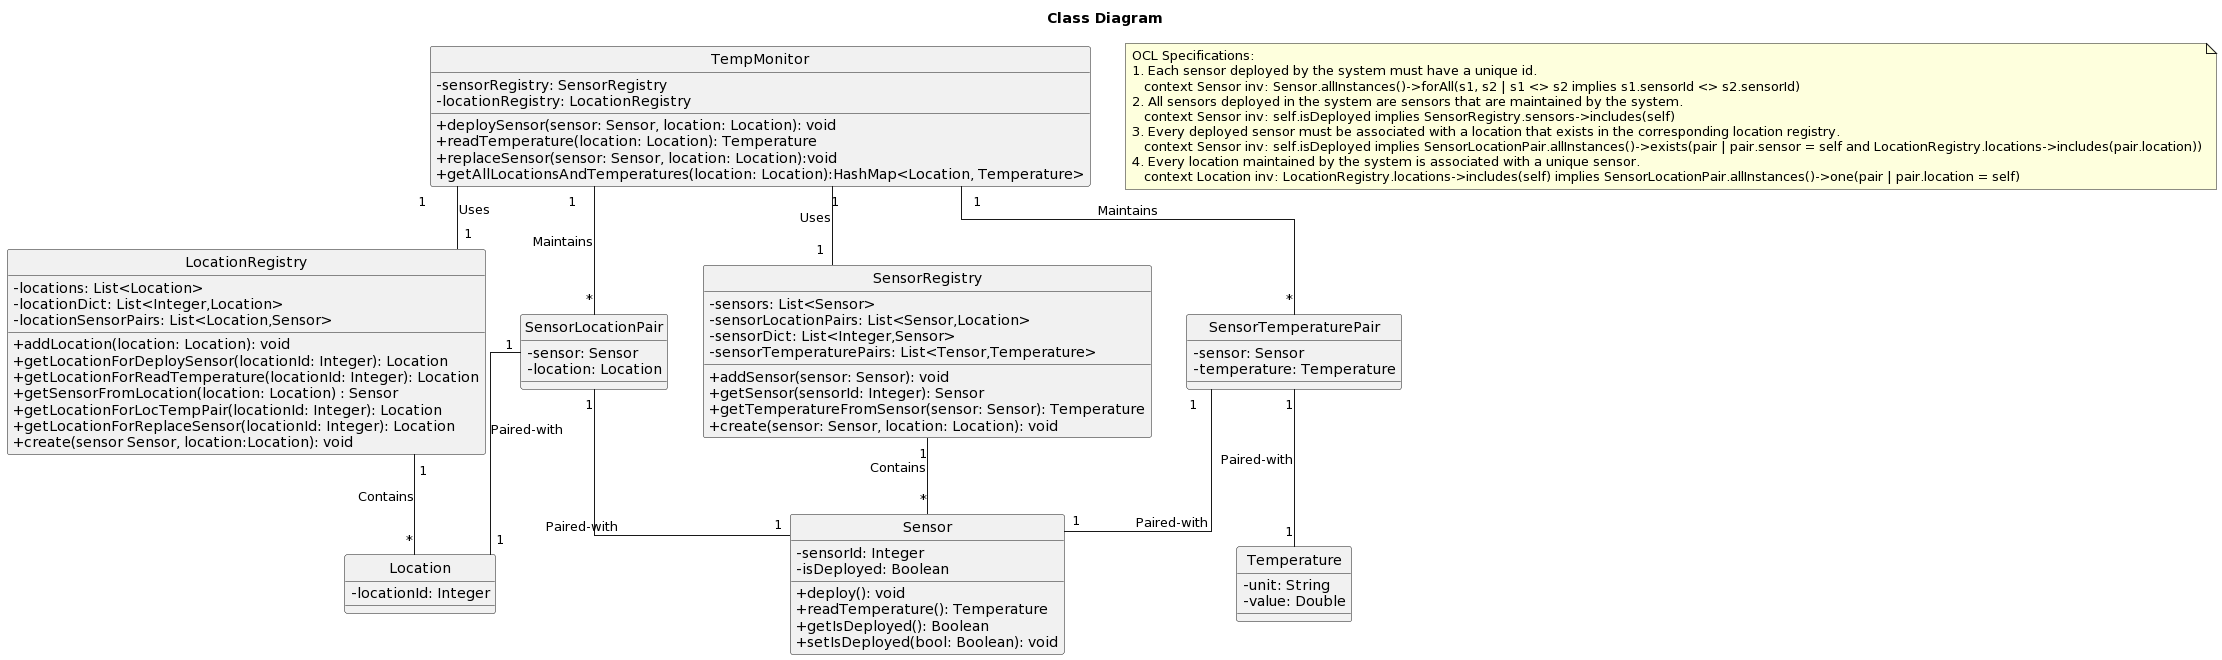 Class Diagram
TempMonitor
-sensorRegistry: SensorRegistry
-locationRegistry: LocationRegistry
+deploySensor(sensor: Sensor, location: Location): void
+readTemperature(location: Location): Temperature
+replaceSensor(sensor: Sensor, location: Location):void
+getAllLocationsAndTemperatures(location: Location):HashMap<Location, Temperature>
OCL Specifications:
1. Each sensor deployed by the system must have a unique id.
context Sensor inv: Sensor.allInstances()->forAll(s1, s2 | s1 <> s2 implies s1.sensorId <> s2.sensorId)
2. All sensors deployed in the system are sensors that are maintained by the system.
context Sensor inv: self.isDeployed implies SensorRegistry.sensors->includes(self)
3. Every deployed sensor must be associated with a location that exists in the corresponding location registry.
context Sensor inv: self.isDeployed implies SensorLocationPair.allInstances()->exists(pair | pair.sensor = self and LocationRegistry.locations->includes(pair.location))
4. Every location maintained by the system is associated with a unique sensor.
context Location inv: LocationRegistry.locations->includes(self) implies SensorLocationPair.allInstances()->one(pair | pair.location = self)
1
Uses
1
1
Maintains
*
1
Uses
1
1
Maintains
*
LocationRegistry
-locations: List<Location>
-locationDict: List<Integer,Location>
-locationSensorPairs: List<Location,Sensor>
+addLocation(location: Location): void
+getLocationForDeploySensor(locationId: Integer): Location
+getLocationForReadTemperature(locationId: Integer): Location
+getSensorFromLocation(location: Location) : Sensor
+getLocationForLocTempPair(locationId: Integer): Location
+getLocationForReplaceSensor(locationId: Integer): Location
+create(sensor Sensor, location:Location): void
SensorLocationPair
-sensor: Sensor
-location: Location
SensorRegistry
-sensors: List<Sensor>
-sensorLocationPairs: List<Sensor,Location>
-sensorDict: List<Integer,Sensor>
-sensorTemperaturePairs: List<Tensor,Temperature>
+addSensor(sensor: Sensor): void
+getSensor(sensorId: Integer): Sensor
+getTemperatureFromSensor(sensor: Sensor): Temperature
+create(sensor: Sensor, location: Location): void
SensorTemperaturePair
-sensor: Sensor
-temperature: Temperature
1
Contains
*
1
Paired-with
1
1
Paired-with
1
1
Contains
*
1
Paired-with
1
1
Paired-with
1
Location
-locationId: Integer
Sensor
-sensorId: Integer
-isDeployed: Boolean
+deploy(): void
+readTemperature(): Temperature
+getIsDeployed(): Boolean
+setIsDeployed(bool: Boolean): void
Temperature
-unit: String
-value: Double